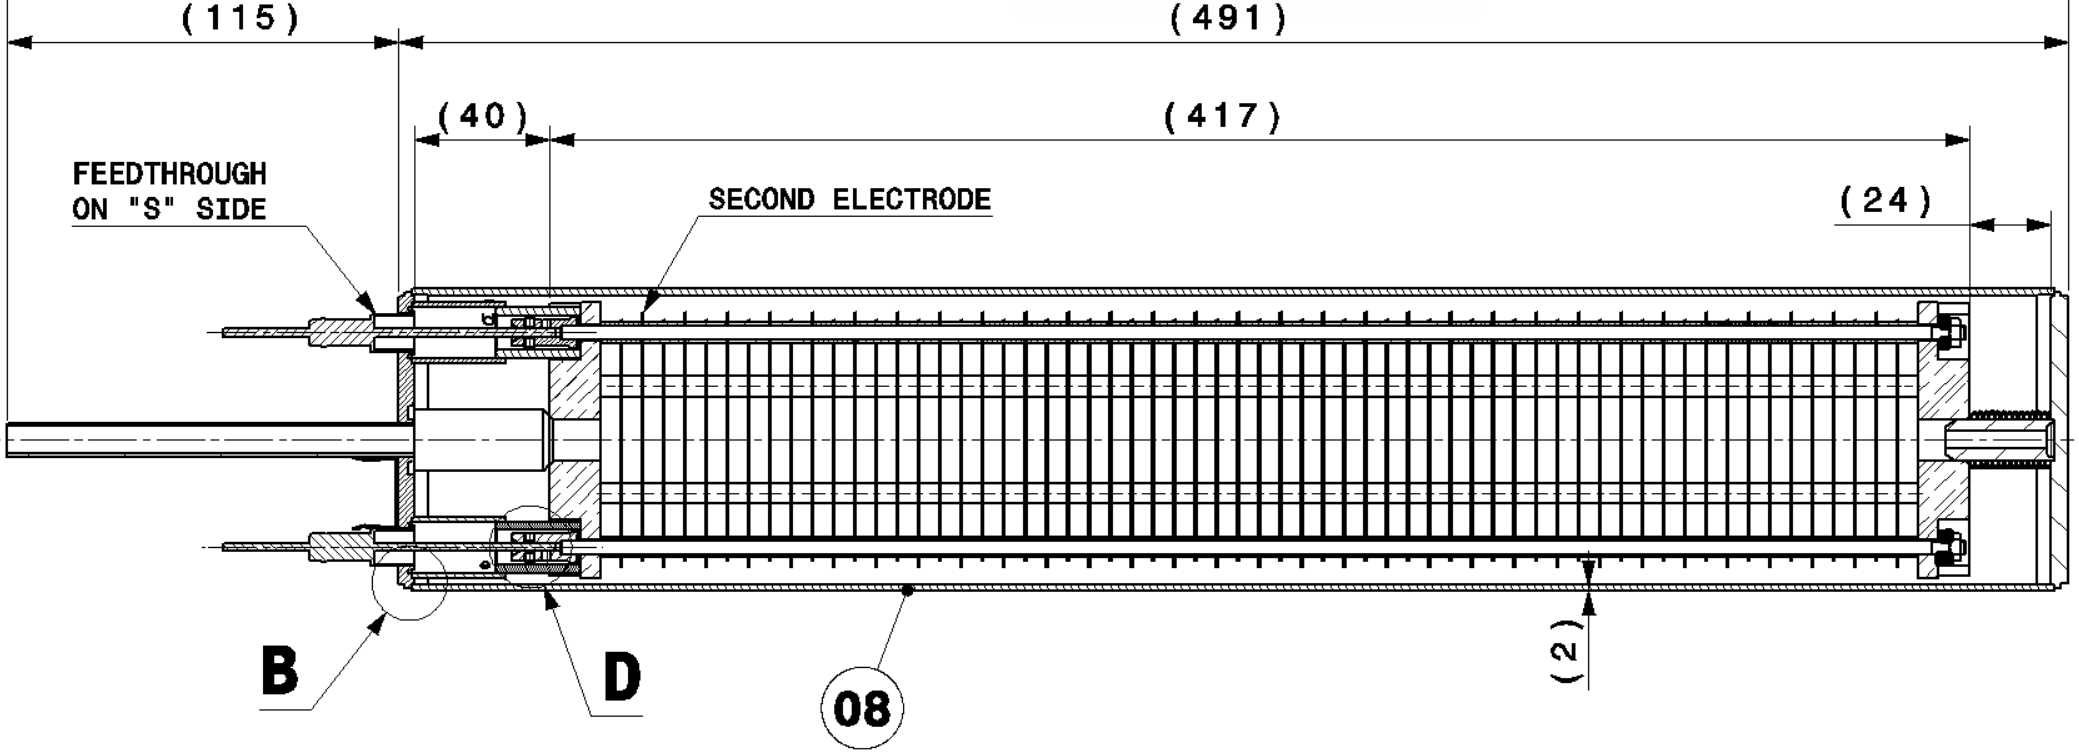 (115)
(491)
(40)
(417)
FEEDTHROUGH
ON "S" SIDE
SECOND ELECTRODE
(24)
B
D
08
(2)